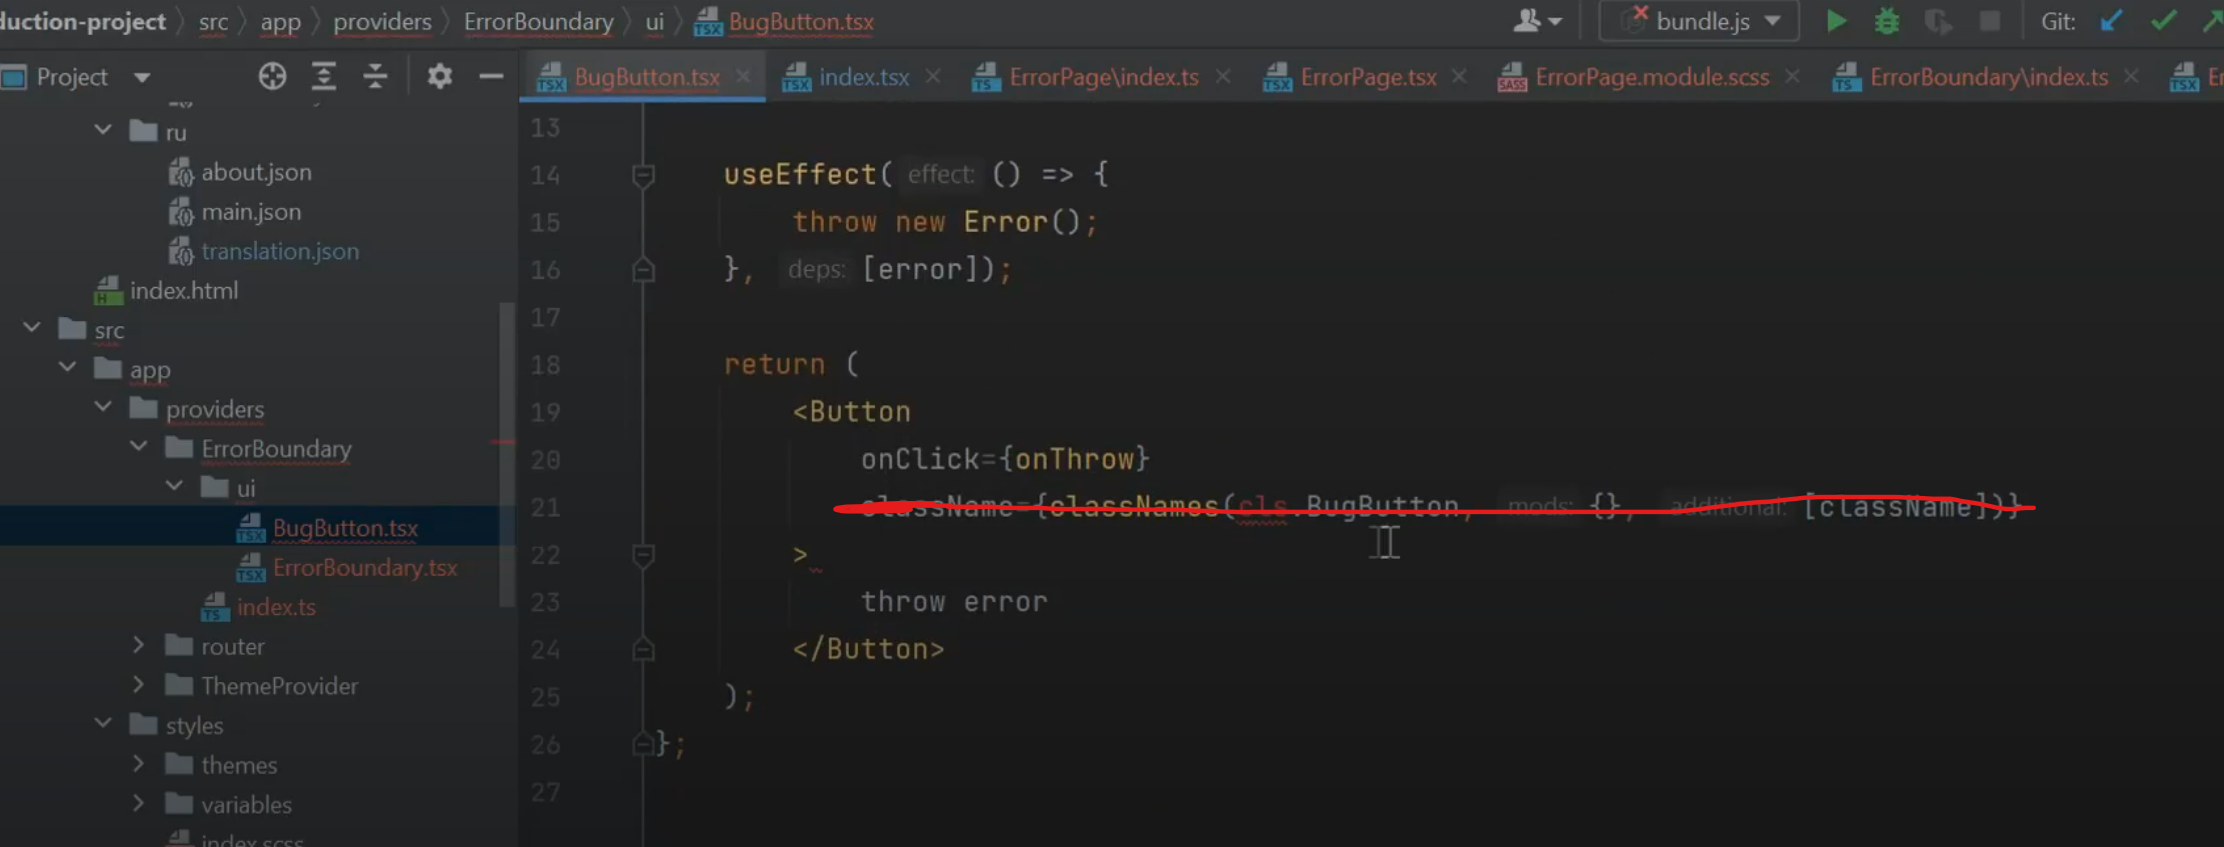 duction-project src app providers ErrorBoundary ui BugButton.tsx bundle.js Git:
Project BugButton.tsx index.tsx ErrorPage\index.ts ErrorPage.tsx ErrorPage.module.scss ErrorBoundary\index.ts
ru
about.json
main.json
translation.json
index.html
src
app
providers
ErrorBoundary
ui
BugButton.tsx
ErrorBoundary.tsx
index.ts
router
ThemeProvider
styles
themes
variables
index.scss
13
14 useEffect( effect: () => {
15 throw new Error();
16 }, deps: [error]);
17
18 return (
19 <Button
20 onClick={onThrow}
21 className={classNames(cls.BugButton, mods: {}, additional: [className])}
22 >
23 throw error
24 </Button>
25 );
26 };
27